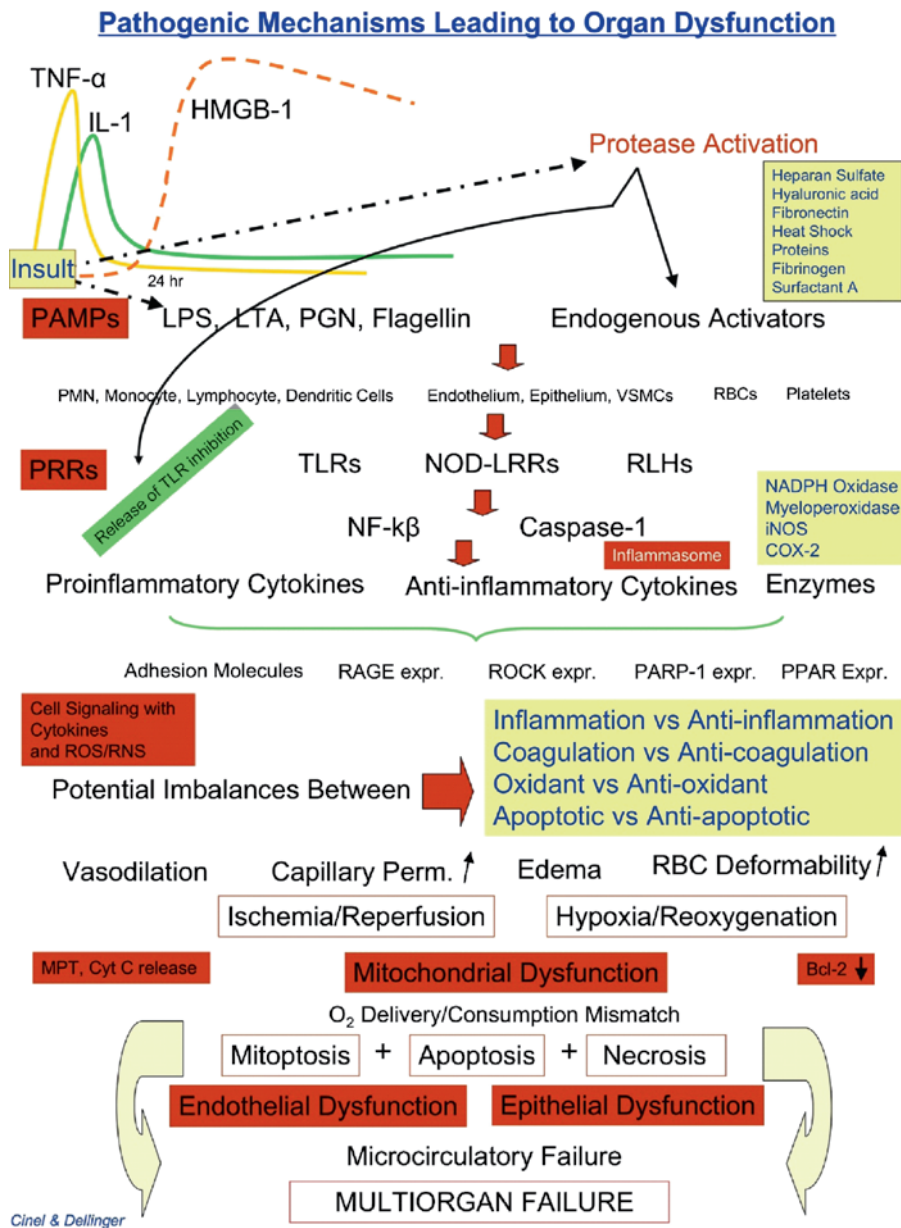 Pathogenic Mechanisms Leading to Organ Dysfunction
TNF-α
IL-1
HMGB-1
Protease Activation
Heparan Sulfate
Hyaluronic acid
Fibronectin
Heat Shock
Proteins
Fibrinogen
Surfactant A
Insult
24 hr
PAMPs
LPS, LTA, PGN, Flagellin
Endogenous Activators
PMN, Monocyte, Lymphocyte, Dendritic Cells
Endothelium, Epithelium, VSMCs
RBCs
Platelets
Release of TLR inhibition
PRRs
TLRs
NOD-LRRs
RLHs
NADPH Oxidase
Myeloperoxidase
iNOS
COX-2
NF-kβ
Caspase-1
Inflammasome
Proinflammatory Cytokines
Anti-inflammatory Cytokines
Enzymes
Adhesion Molecules
RAGE expr.
ROCK expr.
PARP-1 expr.
PPAR Expr.
Cell Signaling with
Cytokines
and ROS/RNS
Inflammation vs Anti-inflammation
Coagulation vs Anti-coagulation
Oxidant vs Anti-oxidant
Apoptotic vs Anti-apoptotic
Potential Imbalances Between
Vasodilation
Capillary Perm.
Edema
RBC Deformability
Ischemia/Reperfusion
Hypoxia/Reoxygenation
MPT, Cyt C release
Mitochondrial Dysfunction
Bcl-2
O₂ Delivery/Consumption Mismatch
Mitoptosis + Apoptosis + Necrosis
Endothelial Dysfunction
Epithelial Dysfunction
Microcirculatory Failure
MULTIORGAN FAILURE
Cinel & Dellinger